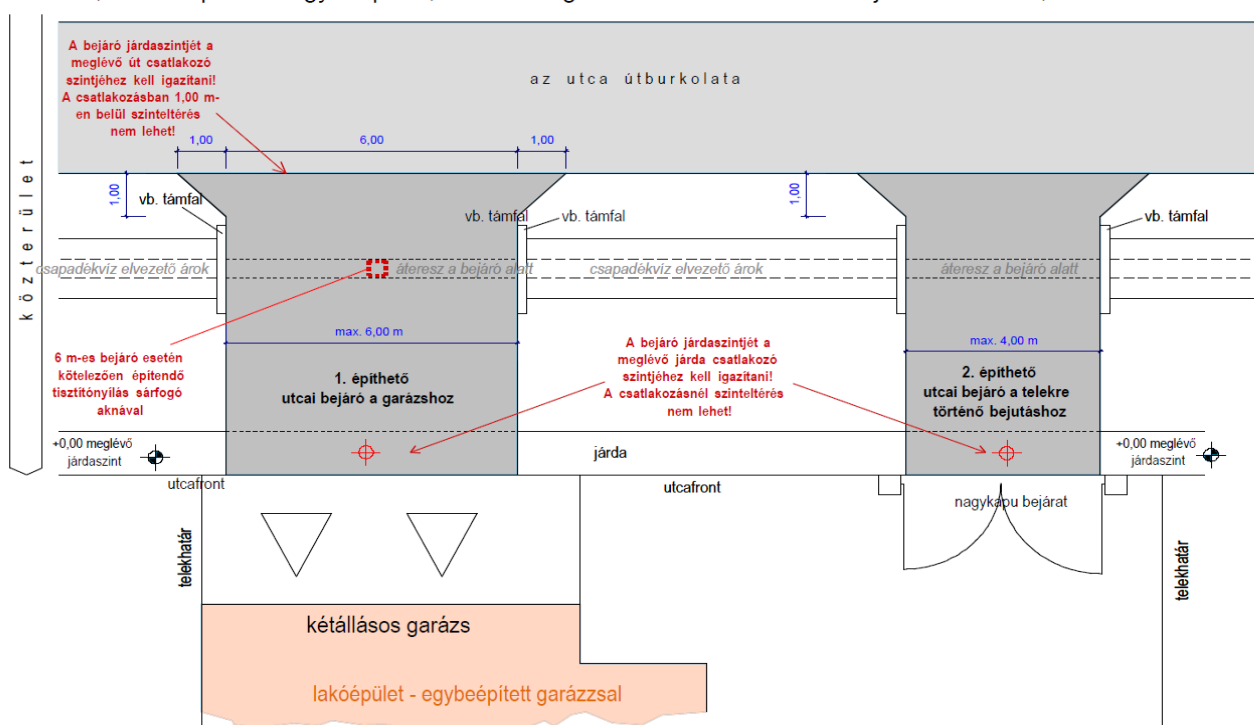 A bejáró járdaszintjét a
meglévő út csatlakozó
szintjéhez kell igazítani!
A csatlakozásban 1,00 m-
en belül szinteltérés
nem lehet!
az utca útburkolata
közterület
1,00
6,00
1,00
1,00
1,00
vb. támfal
vb. támfal
vb. támfal
vb. támfal
csapadékvíz elvezető árok
áteresz a bejáró alatt
csapadékvíz elvezető árok
áteresz a bejáró alatt
max. 6,00 m
max. 4,00 m
6 m-es bejáró esetén
kötelezően építendő
tisztítónyílás sárfogó
aknával
1. építhető
utcai bejáró a garázshoz
A bejáró járdaszintjét a
meglévő járda csatlakozó
szintjéhez kell igazítani!
A csatlakozásnél szinteltérés
nem lehet!
2. építhető
utcai bejáró a telekre
történő bejutáshoz
+0,00 meglévő
járdaszint
járda
+0,00 meglévő
járdaszint
utcafront
utcafront
nagykapu bejárat
telekhatár
telekhatár
kétállásos garázs
lakóépület - egybeépített garázzsal